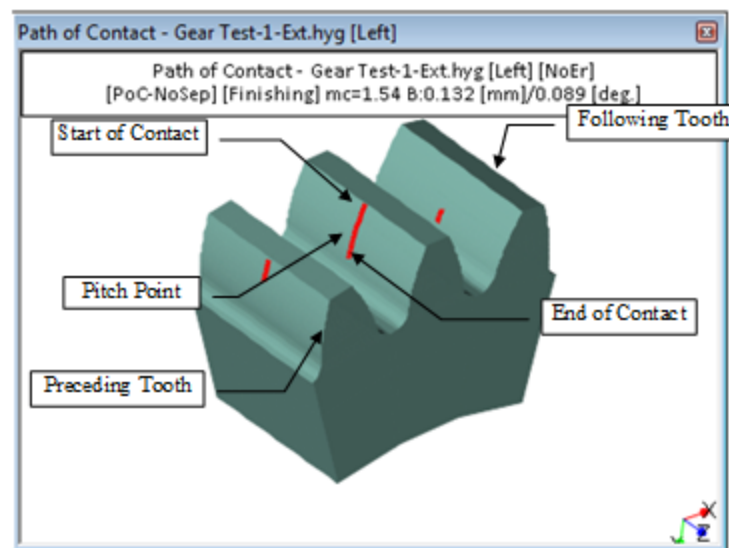 Path of Contact - Gear Test-1-Ext.hyg [Left]
Path of Contact - Gear Test-1-Ext.hyg [Left] [NoEr]
[PoC-NoSep] [Finishing] mc=1.54 B:0.132 [mm]/0.089 [deg.]
Start of Contact
Following Tooth
Pitch Point
End of Contact
Preceding Tooth
X
Z
Y